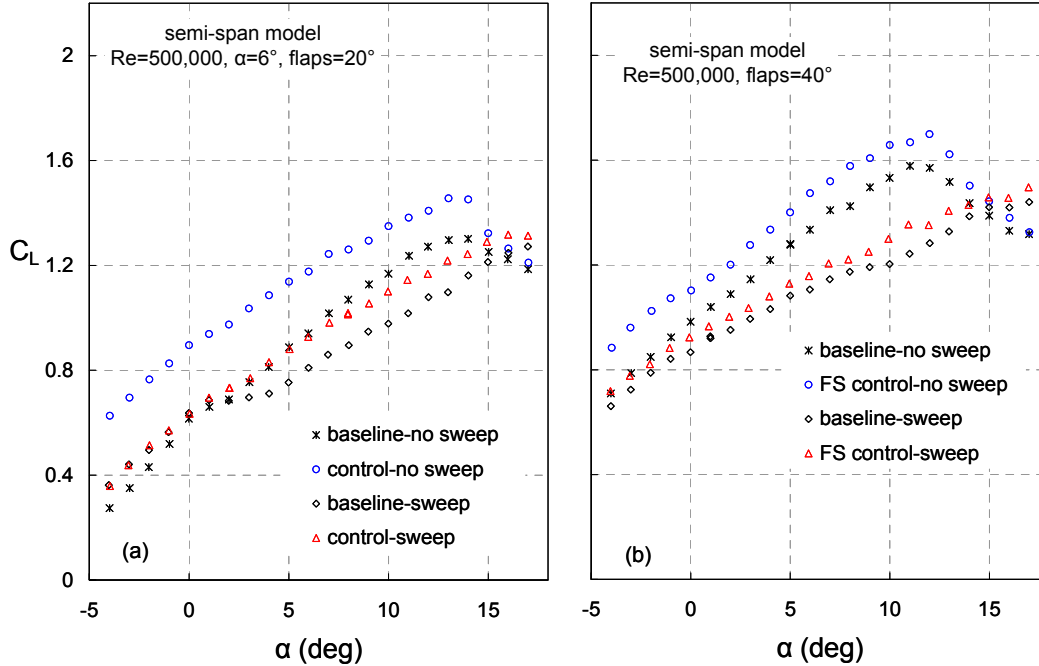 semi-span model
Re=500,000, α=6°, flaps=20°
2
1.6
1.2
0.8
0.4
0
C_L
baseline-no sweep
control-no sweep
baseline-sweep
control-sweep
(a)
-5 0 5 10 15
α (deg)
semi-span model
Re=500,000, flaps=40°
baseline-no sweep
FS control-no sweep
baseline-sweep
FS control-sweep
(b)
-5 0 5 10 15
α (deg)